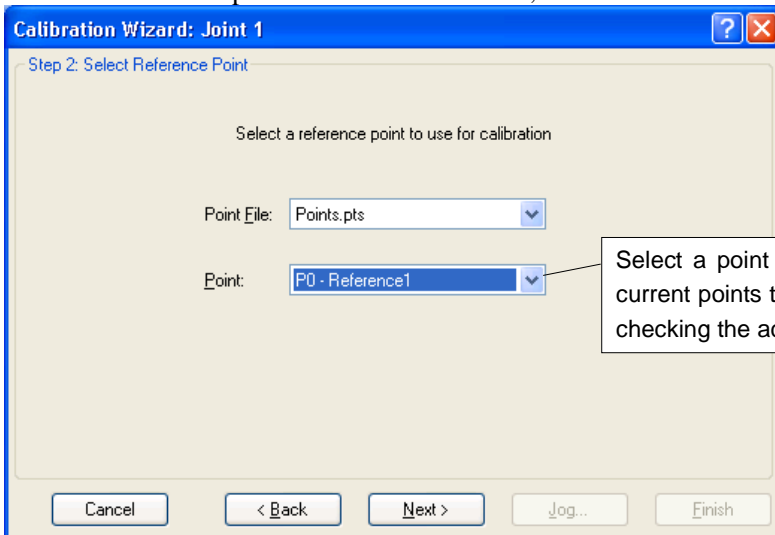 Calibration Wizard: Joint 1
Step 2: Select Reference Point
Select a reference point to use for calibration
Point File: Points.pts
Point: P0 - Reference1
Select a point
current points
checking the
Cancel < Back Next > Jog... Finish